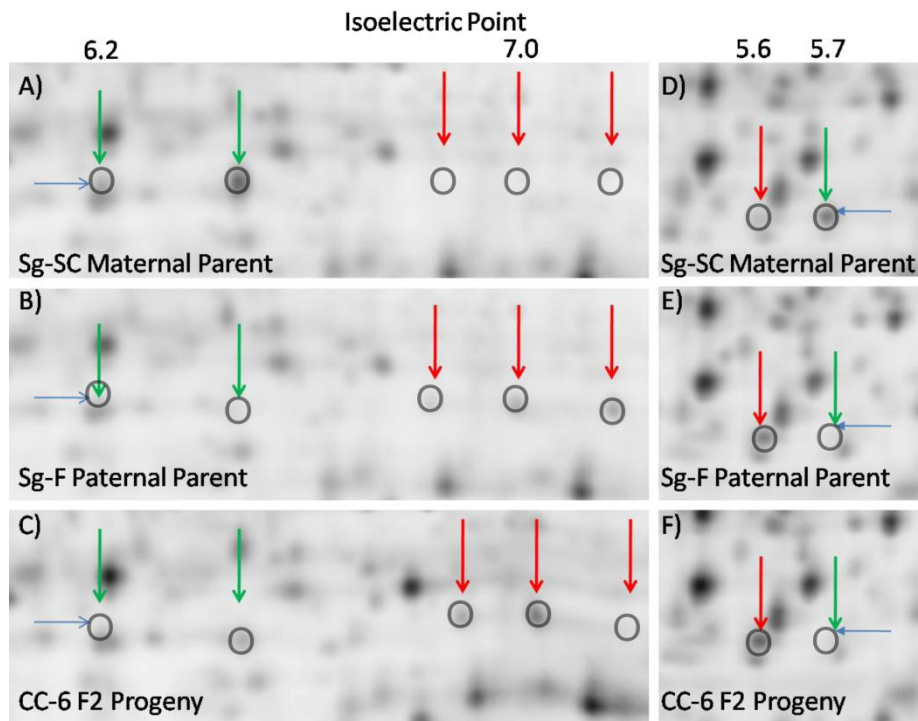 Isoelectric Point
6.2 7.0 5.6 5.7
A) D)
Sg-SC Maternal Parent Sg-SC Maternal Parent
B) E)
Sg-F Paternal Parent Sg-F Paternal Parent
C) F)
CC-6 F2 Progeny CC-6 F2 Progeny